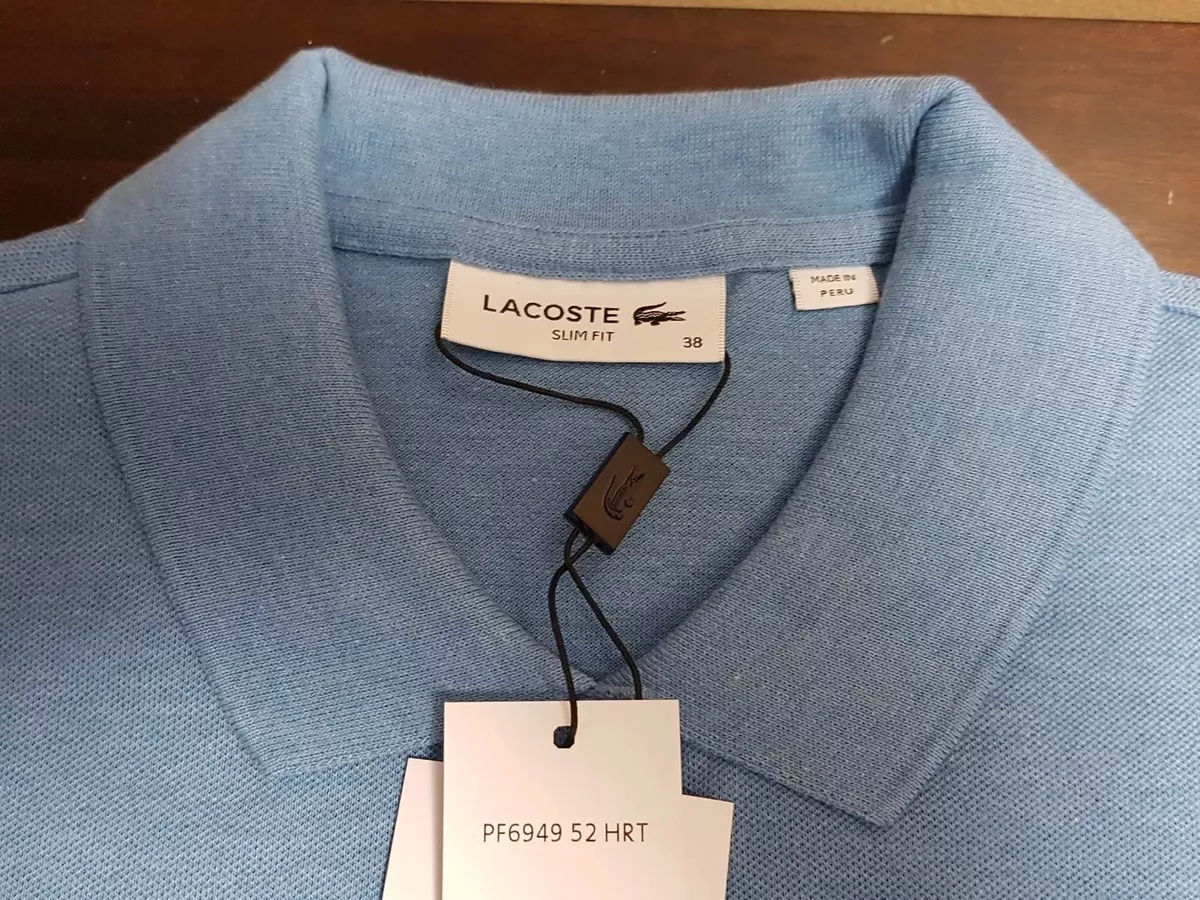 LACOSTE
SLIM FIT
38
MADE IN
PERU
PF6949 52 HRT